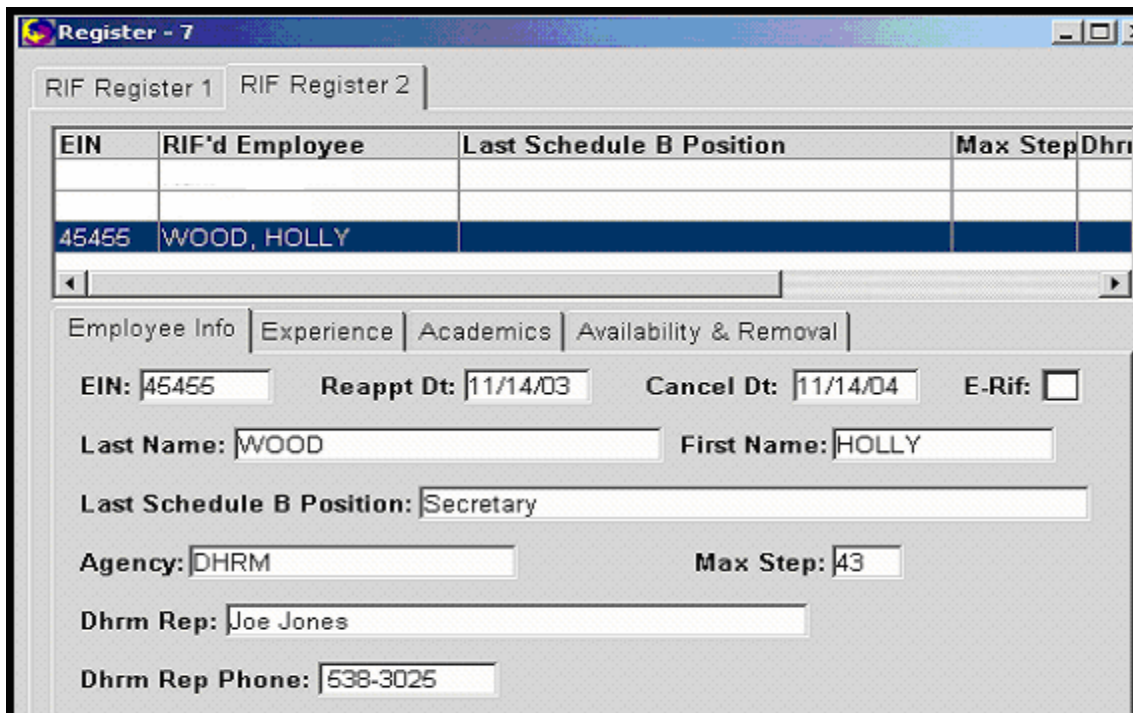 Register - 7
RIF Register 1 RIF Register 2
EIN RIF'd Employee Last Schedule B Position Max Step Dhr
45455 WOOD, HOLLY
Employee Info Experience Academics Availability & Removal
EIN: 45455 Reappt Dt: 11/14/03 Cancel Dt: 11/14/04 E-Rif:
Last Name: WOOD First Name: HOLLY
Last Schedule B Position: Secretary
Agency: DHRM Max Step: 43
Dhrm Rep: Joe Jones
Dhrm Rep Phone: 538-3025